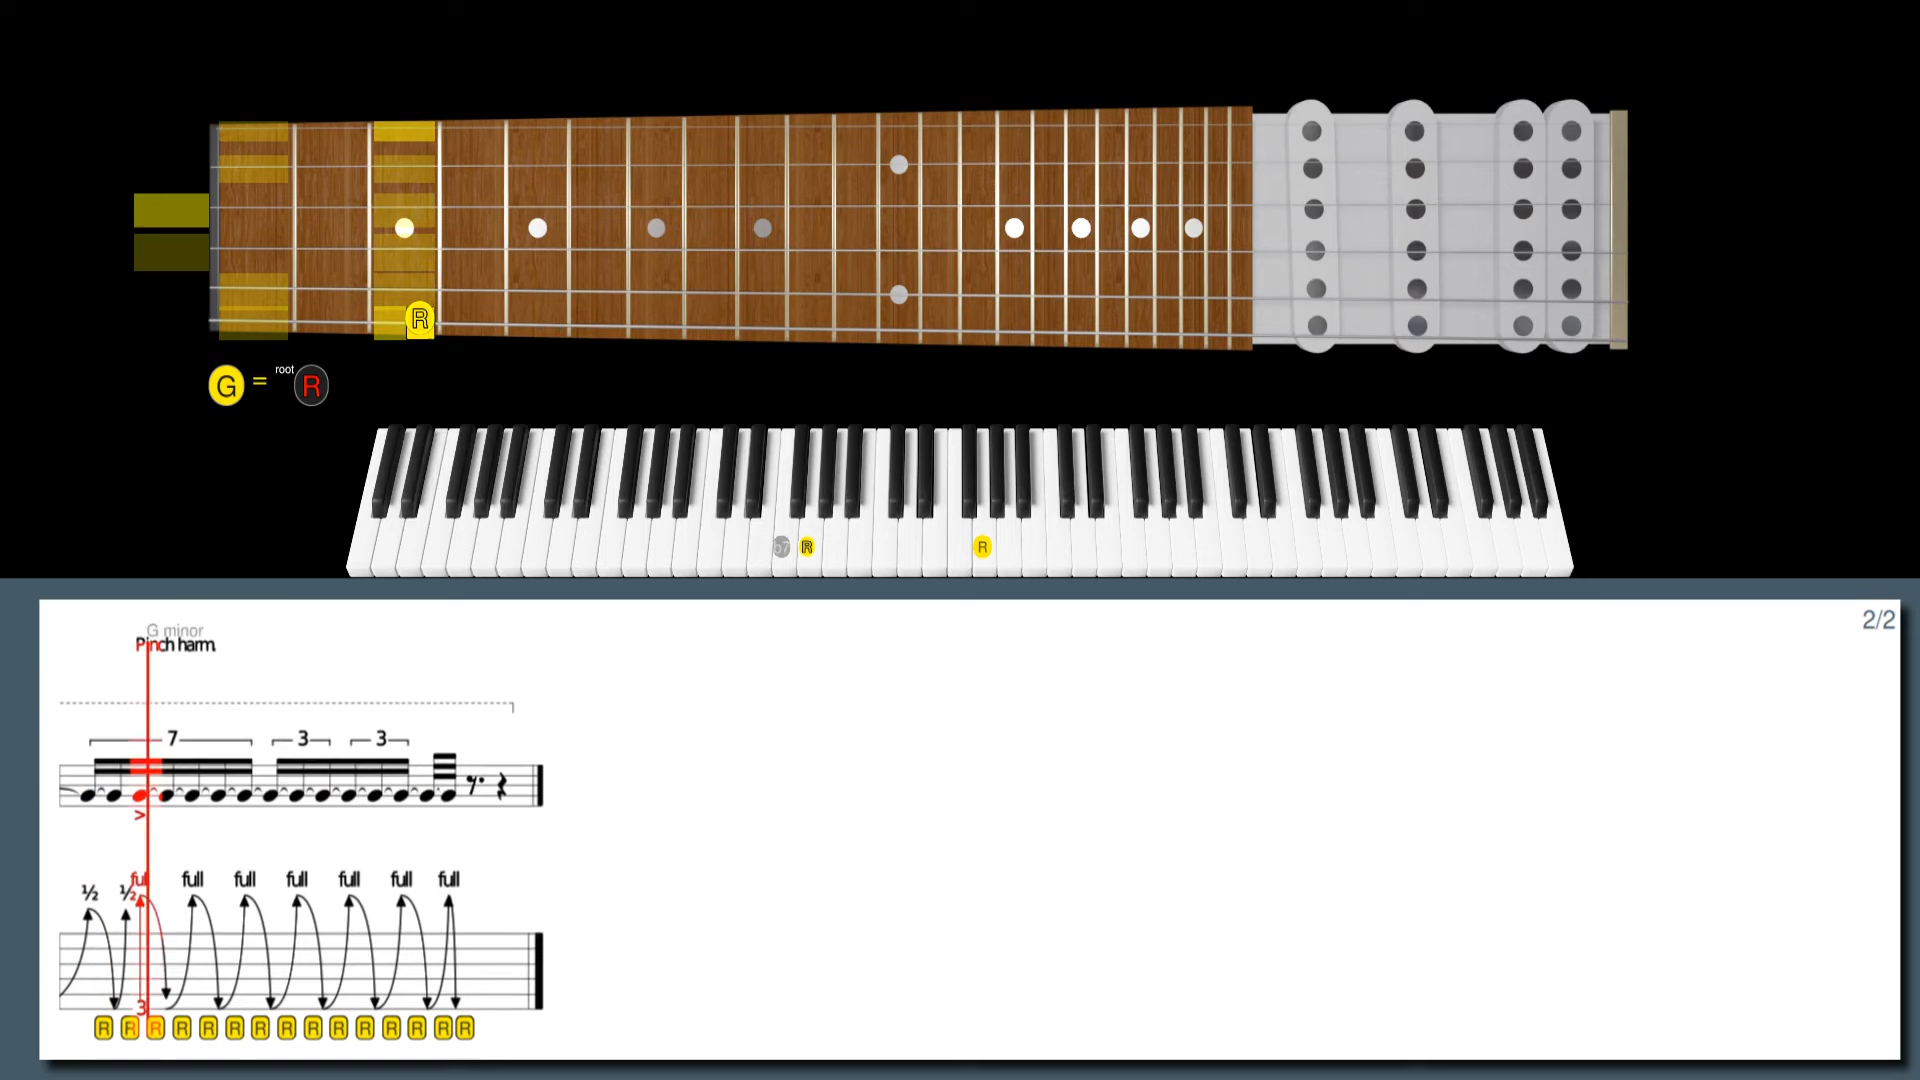 R
G = root R
b7 R R
2/2
G minor
Pinch harm.
7 3 3
>
½ ½ full full full full full full full
3
R R R R R R R R R R R R R R R